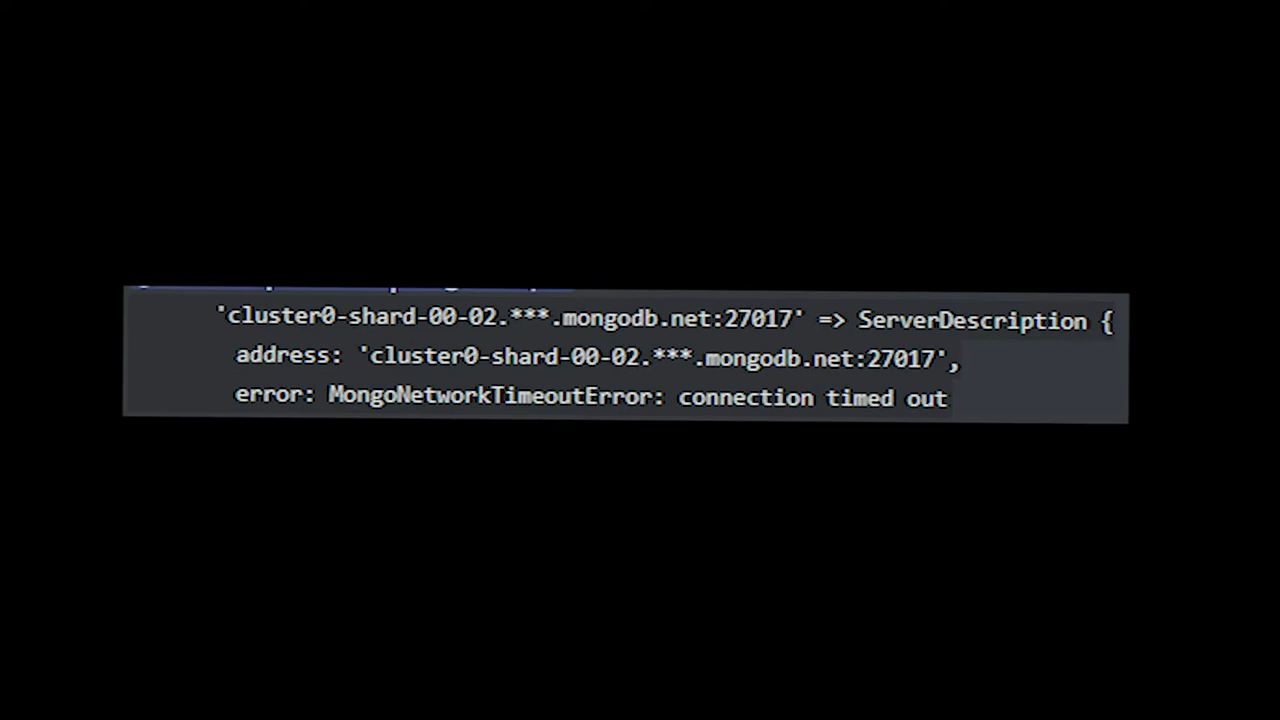 'cluster0-shard-00-02.***.mongodb.net:27017' => ServerDescription {
address: 'cluster0-shard-00-02.***.mongodb.net:27017',
error: MongoNetworkTimeoutError: connection timed out